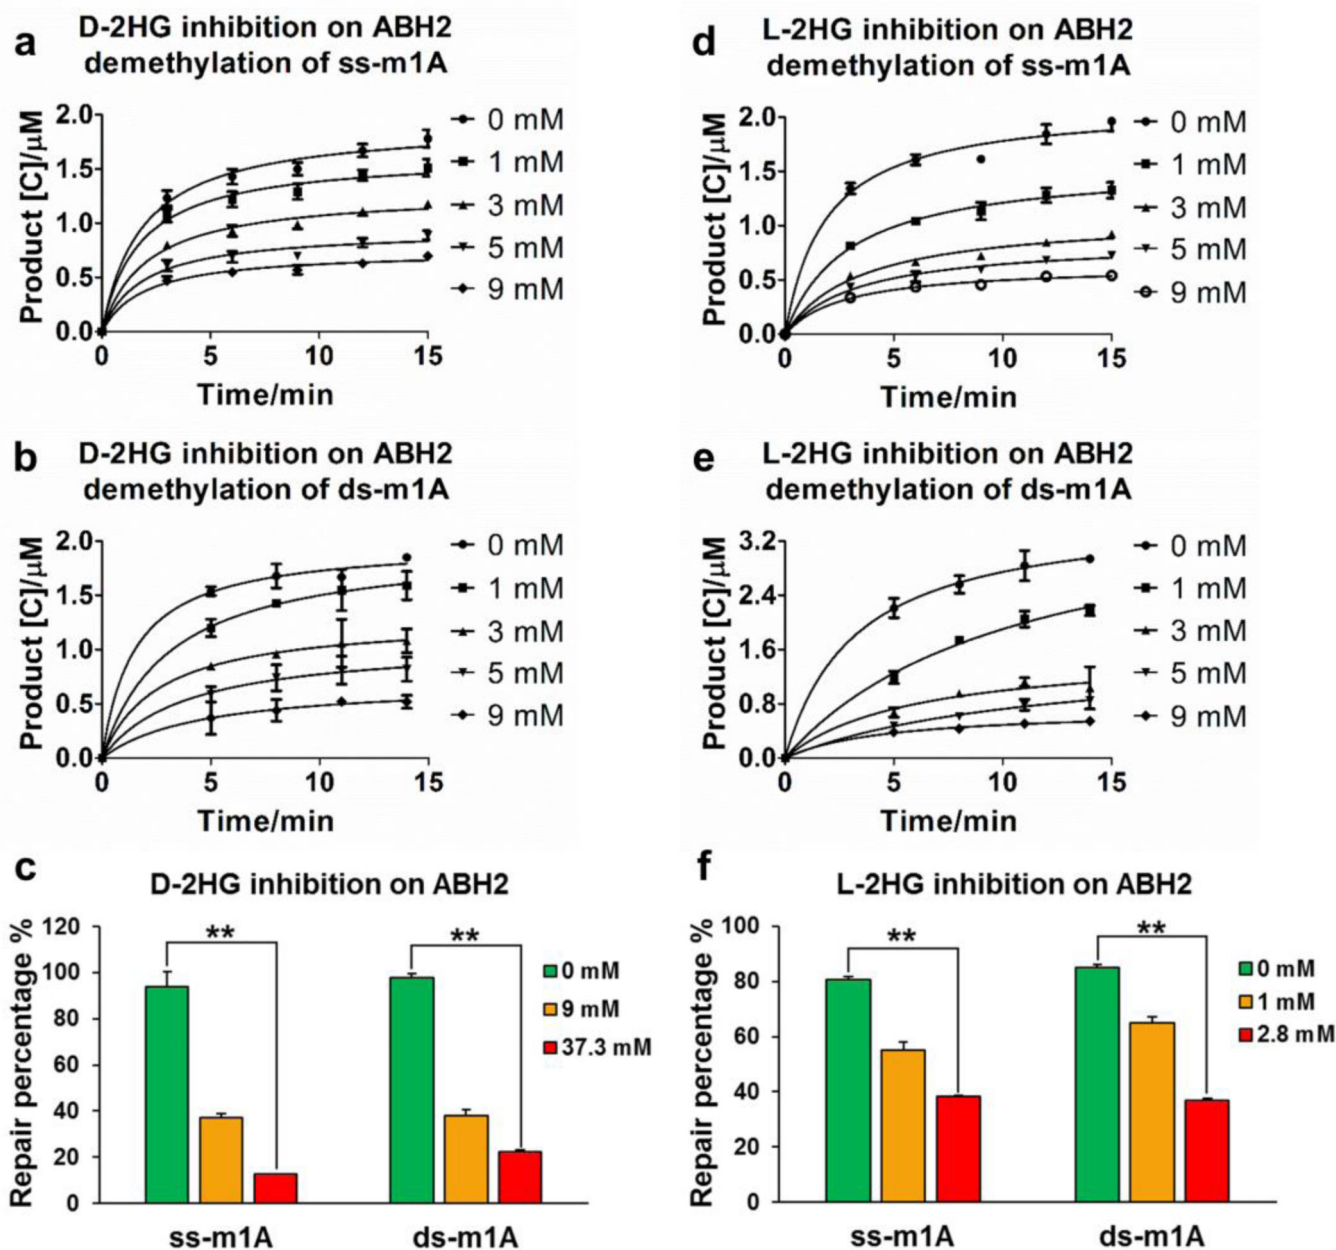 a
D-2HG inhibition on ABH2
demethylation of ss-m1A
Product [C]/μM
2.0
1.5
1.0
0.5
0.0
0 5 10 15
Time/min
0 mM
1 mM
3 mM
5 mM
9 mM
d
L-2HG inhibition on ABH2
demethylation of ss-m1A
Product [C]/μM
2.0
1.5
1.0
0.5
0.0
0 5 10 15
Time/min
0 mM
1 mM
3 mM
5 mM
9 mM
b
D-2HG inhibition on ABH2
demethylation of ds-m1A
Product [C]/μM
2.0
1.5
1.0
0.5
0.0
0 5 10 15
Time/min
0 mM
1 mM
3 mM
5 mM
9 mM
e
L-2HG inhibition on ABH2
demethylation of ds-m1A
Product [C]/μM
3.2
2.4
1.6
0.8
0.0
0 5 10 15
Time/min
0 mM
1 mM
3 mM
5 mM
9 mM
c
D-2HG inhibition on ABH2
Repair percentage %
120
100
80
60
40
20
0
** **
ss-m1A ds-m1A
0 mM
9 mM
37.3 mM
f
L-2HG inhibition on ABH2
Repair percentage %
100
80
60
40
20
0
** **
ss-m1A ds-m1A
0 mM
1 mM
2.8 mM